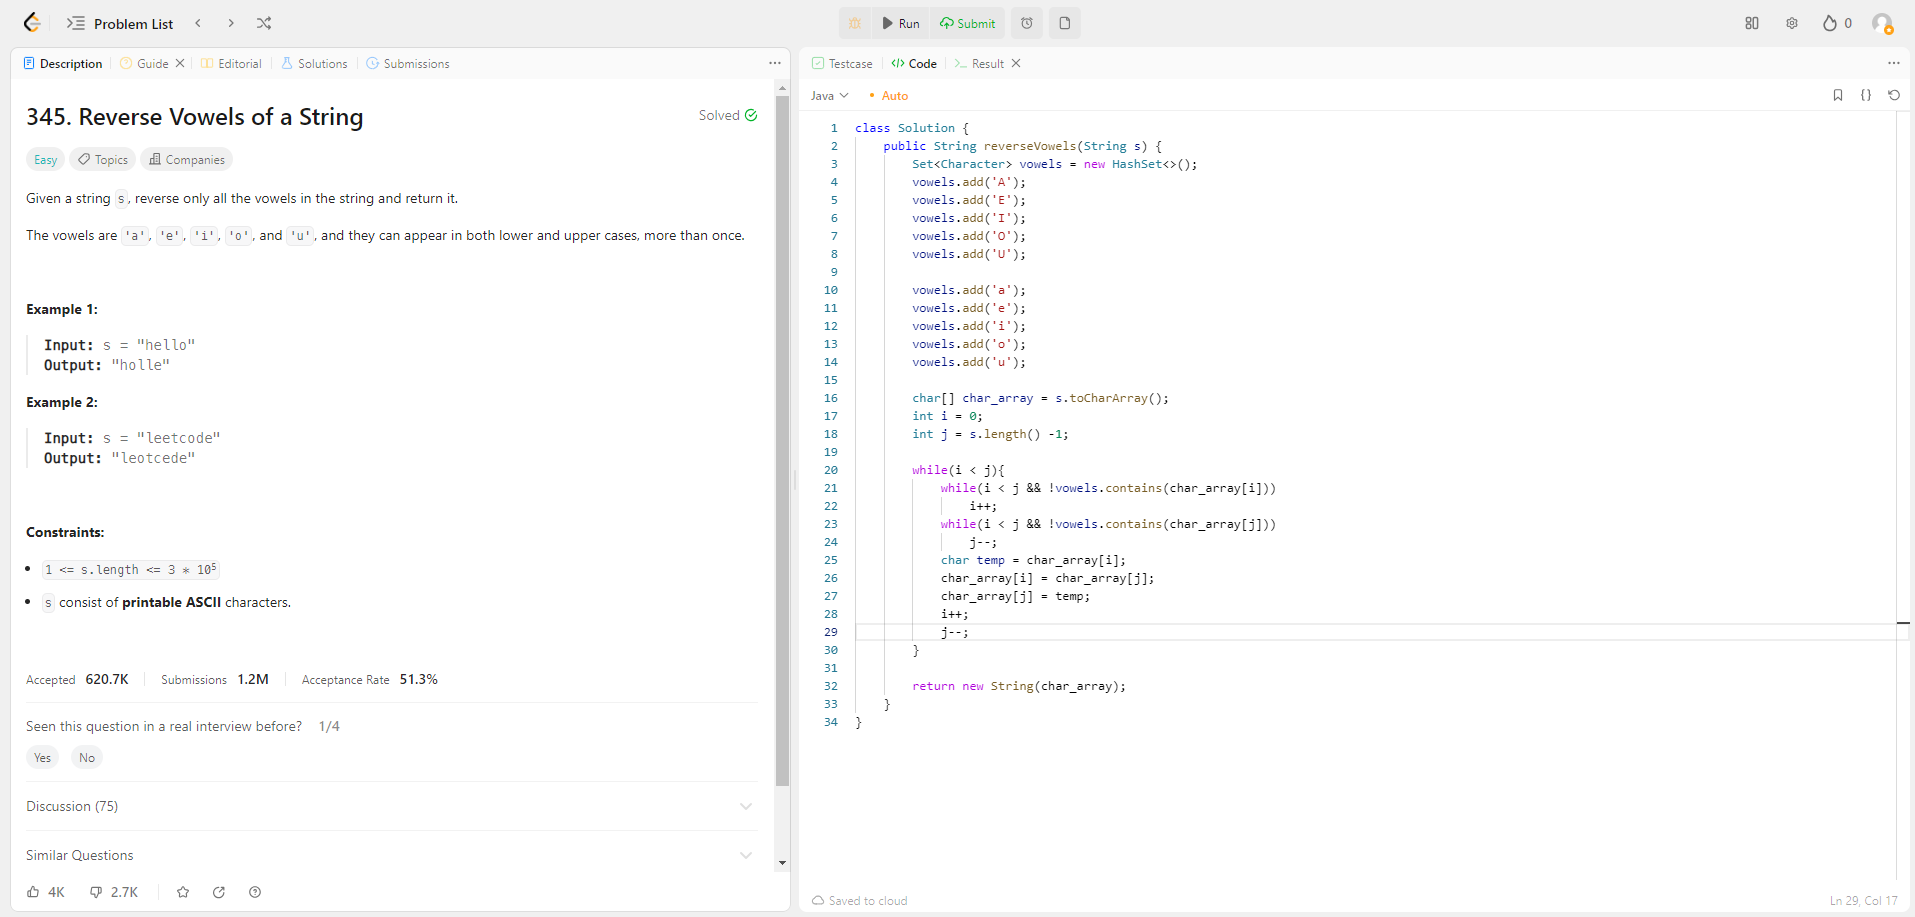 Problem List
Run
Submit
0
Description
Guide
Editorial
Solutions
Submissions
345. Reverse Vowels of a String
Solved
Easy
Topics
Companies
Given a string s, reverse only all the vowels in the string and return it.
The vowels are 'a', 'e', 'i', 'o', and 'u', and they can appear in both lower and upper cases, more than once.
Example 1:
Input: s = "hello"
Output: "holle"
Example 2:
Input: s = "leetcode"
Output: "leotcede"
Constraints:
• 1 <= s.length <= 3 * 10⁵
• s consist of printable ASCII characters.
Accepted 620.7K
Submissions 1.2M
Acceptance Rate 51.3%
Seen this question in a real interview before? 1/4
Yes
No
Discussion (75)
Similar Questions
4K
2.7K
Testcase
</> Code
Result
Java
• Auto
{}
1 class Solution {
2     public String reverseVowels(String s) {
3         Set<Character> vowels = new HashSet<>();
4         vowels.add('A');
5         vowels.add('E');
6         vowels.add('I');
7         vowels.add('O');
8         vowels.add('U');
9
10         vowels.add('a');
11         vowels.add('e');
12         vowels.add('i');
13         vowels.add('o');
14         vowels.add('u');
15
16         char[] char_array = s.toCharArray();
17         int i = 0;
18         int j = s.length() -1;
19
20         while(i < j){
21             while(i < j && !vowels.contains(char_array[i]))
22                 i++;
23             while(i < j && !vowels.contains(char_array[j]))
24                 j--;
25             char temp = char_array[i];
26             char_array[i] = char_array[j];
27             char_array[j] = temp;
28             i++;
29             j--;
30         }
31
32         return new String(char_array);
33     }
34 }
Saved to cloud
Ln 29, Col 17